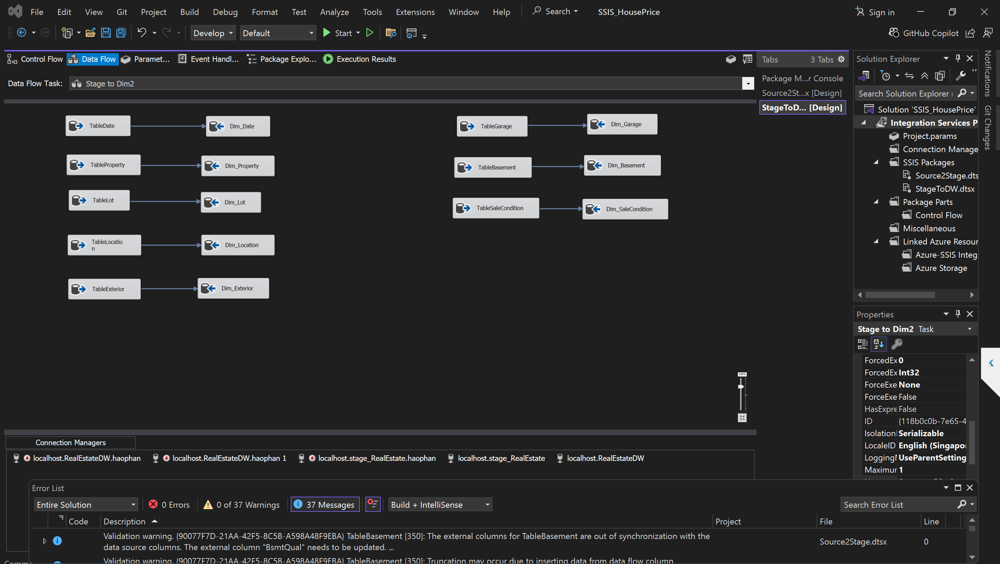 File Edit View Git Project Build Debug Format Test Analyze Tools Extensions Window Help Search SSIS_HousePrice Sign in
Develop Default Start GitHub Copilot
Control Flow Data Flow Paramet... Event Handl... Package Explo... Execution Results
Data Flow Task: Stage to Dim2
TableDate Dim_Date
TableProperty Dim_Property
TableLot Dim_Lot
TableLocatio
n
Dim_Location
TableExterior Dim_Exterior
TableGarage Dim_Garage
TableBasement Dim_Basement
TableSaleCondition Dim_SaleCondition
150%
Tabs 3 Tabs
Package M...r Console
Source2St...x [Design]
StageToD... [Design]
Solution Explorer
Search Solution Explorer (
Solution 'SSIS_HousePrice'
Integration Services P
Project.params
Connection Manage
SSIS Packages
Source2Stage.dts
StageToDW.dtsx
Package Parts
Control Flow
Miscellaneous
Linked Azure Resour
Azure-SSIS Integ
Azure Storage
Notifications
Git Changes
Properties
Stage to Dim2 Task
ForcedEx 0
ForcedEx Int32
ForceExe None
ForceExe False
HasExpre False
ID {118b0c0b-7e65-4
Isolation Serializable
LocaleID English (Singapor
Logging UseParentSetting
Maximur 1
Connection Managers
localhost.RealEstateDW.haophan localhost.RealEstateDW.haophan 1 localhost.stage_RealEstate.haophan localhost.stage_RealEstate localhost.RealEstateDW
Error List
Entire Solution 0 Errors 0 of 37 Warnings 37 Messages Build + IntelliSense Search Error List
Code Description Project File Line
Validation warning. {90077F7D-21AA-42F5-8C5B-A598A48F9EBA} TableBasement [350]: The external columns for TableBasement are out of synchronization with the
data source columns. The external column "BsmtQual" needs to be updated. ...
Source2Stage.dtsx 0
Validation warning. {90077F7D-21AA-42F5-8C5B-A598A48F9EBA} TableBasement [350]: Truncation may occur due to inserting data from data flow column